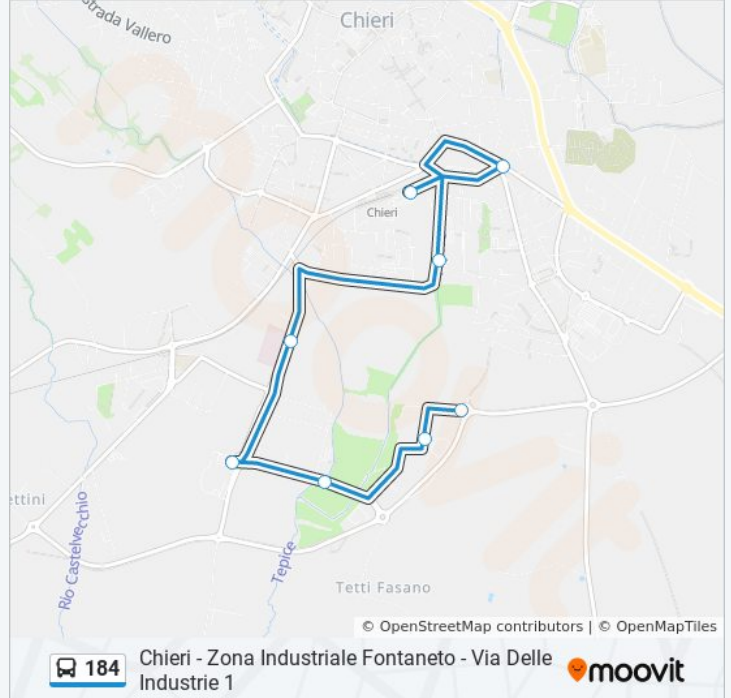 Strada Vallero
Chieri
Chieri
ettini
Rio Castelvecchio
Tepice
Tetti Fasano
© OpenStreetMap contributors | © OpenMapTiles
184
Chieri - Zona Industriale Fontaneto - Via Delle
Industrie 1
moovit